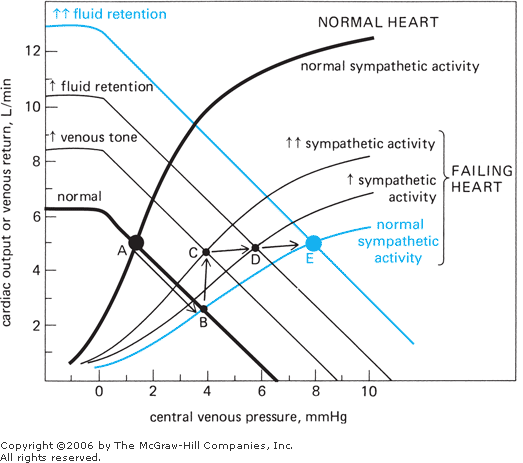 ↑↑ fluid retention
NORMAL HEART
normal sympathetic activity
12
10
8
6
4
2
↑ fluid retention
↑ venous tone
normal
↑↑ sympathetic activity
↑ sympathetic
activity
normal
sympathetic
activity
FAILING
HEART
A
B
C
D
E
cardiac output or venous return, L/min
0
2
4
6
8
10
central venous pressure, mmHg
Copyright ©2006 by The McGraw-Hill Companies, Inc.
All rights reserved.